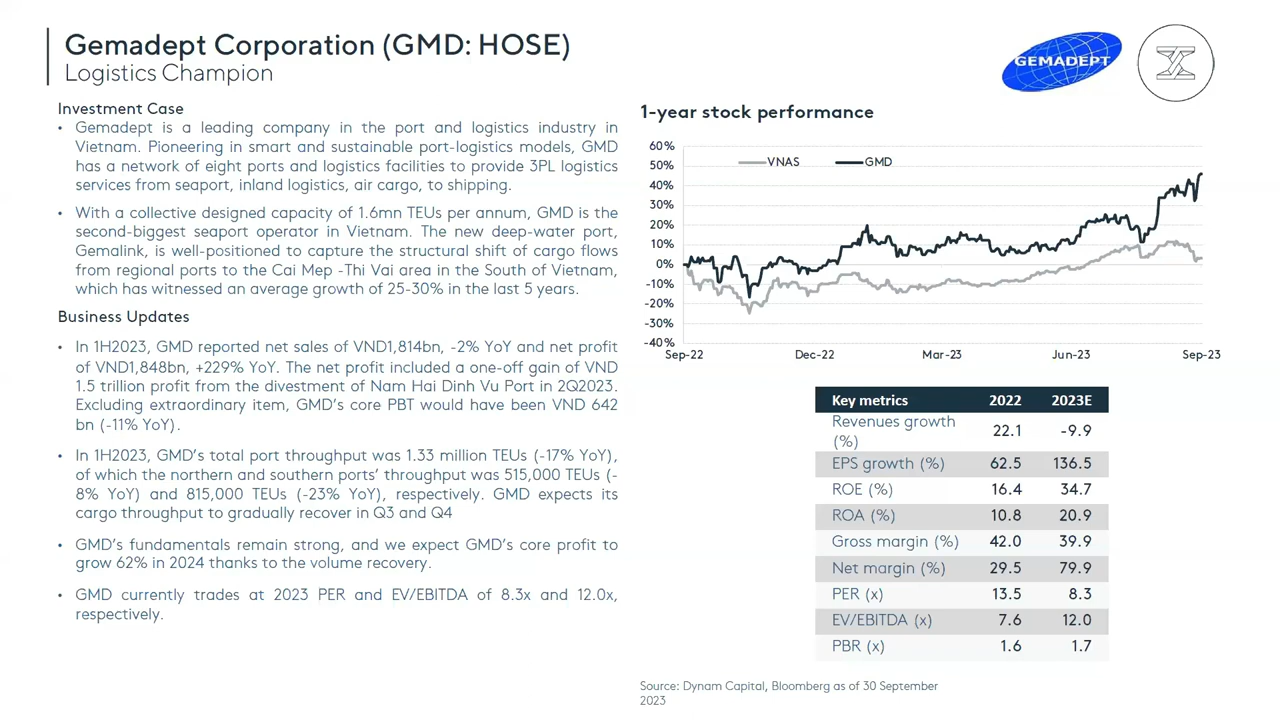 Gemadept Corporation (GMD: HOSE)
Logistics Champion
GEMADEPT
Investment Case
• Gemadept is a leading company in the port and logistics industry in
Vietnam. Pioneering in smart and sustainable port-logistics models, GMD
has a network of eight ports and logistics facilities to provide 3PL logistics
services from seaport, inland logistics, air cargo, to shipping.
• With a collective designed capacity of 1.6mn TEUs per annum, GMD is the
second-biggest seaport operator in Vietnam. The new deep-water port,
Gemalink, is well-positioned to capture the structural shift of cargo flows
from regional ports to the Cai Mep -Thi Vai area in the South of Vietnam,
which has witnessed an average growth of 25-30% in the last 5 years.
Business Updates
• In 1H2023, GMD reported net sales of VND1,814bn, -2% YoY and net profit
of VND1,848bn, +229% YoY. The net profit included a one-off gain of VND
1.5 trillion profit from the divestment of Nam Hai Dinh Vu Port in 2Q2023.
Excluding extraordinary item, GMD's core PBT would have been VND 642
bn (-11% YoY).
• In 1H2023, GMD's total port throughput was 1.33 million TEUs (-17% YoY),
of which the northern and southern ports' throughput was 515,000 TEUs (-
8% YoY) and 815,000 TEUs (-23% YoY), respectively. GMD expects its
cargo throughput to gradually recover in Q3 and Q4
• GMD's fundamentals remain strong, and we expect GMD's core profit to
grow 62% in 2024 thanks to the volume recovery.
• GMD currently trades at 2023 PER and EV/EBITDA of 8.3x and 12.0x,
respectively.
1-year stock performance
VNAS GMD
60%
50%
40%
30%
20%
10%
0%
-10%
-20%
-30%
-40%
Sep-22 Dec-22 Mar-23 Jun-23 Sep-23
Key metrics 2022 2023E
Revenues growth
(%) 22.1 -9.9
EPS growth (%) 62.5 136.5
ROE (%) 16.4 34.7
ROA (%) 10.8 20.9
Gross margin (%) 42.0 39.9
Net margin (%) 29.5 79.9
PER (x) 13.5 8.3
EV/EBITDA (x) 7.6 12.0
PBR (x) 1.6 1.7
Source: Dynam Capital, Bloomberg as of 30 September
2023